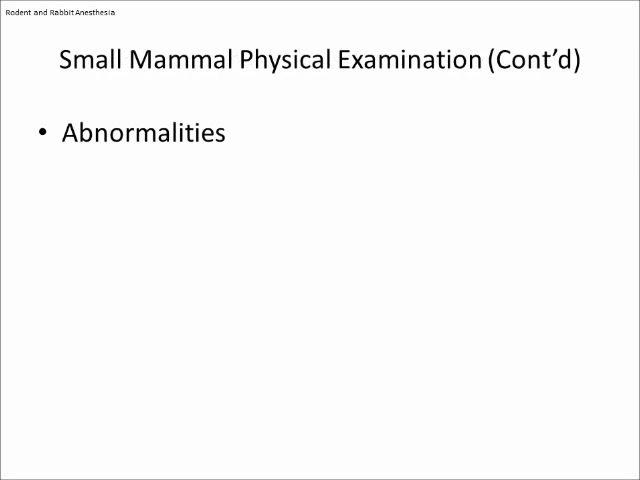 Rodent and Rabbit Anesthesia
Small Mammal Physical Examination (Cont’d)
• Abnormalities